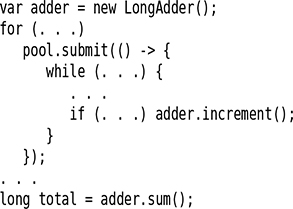 var adder = new LongAdder();
for (. . .)
   pool.submit(() -> {
      while (. . .) {
         . . .
         if (. . .) adder.increment();
      }
   });
. . .
long total = adder.sum();